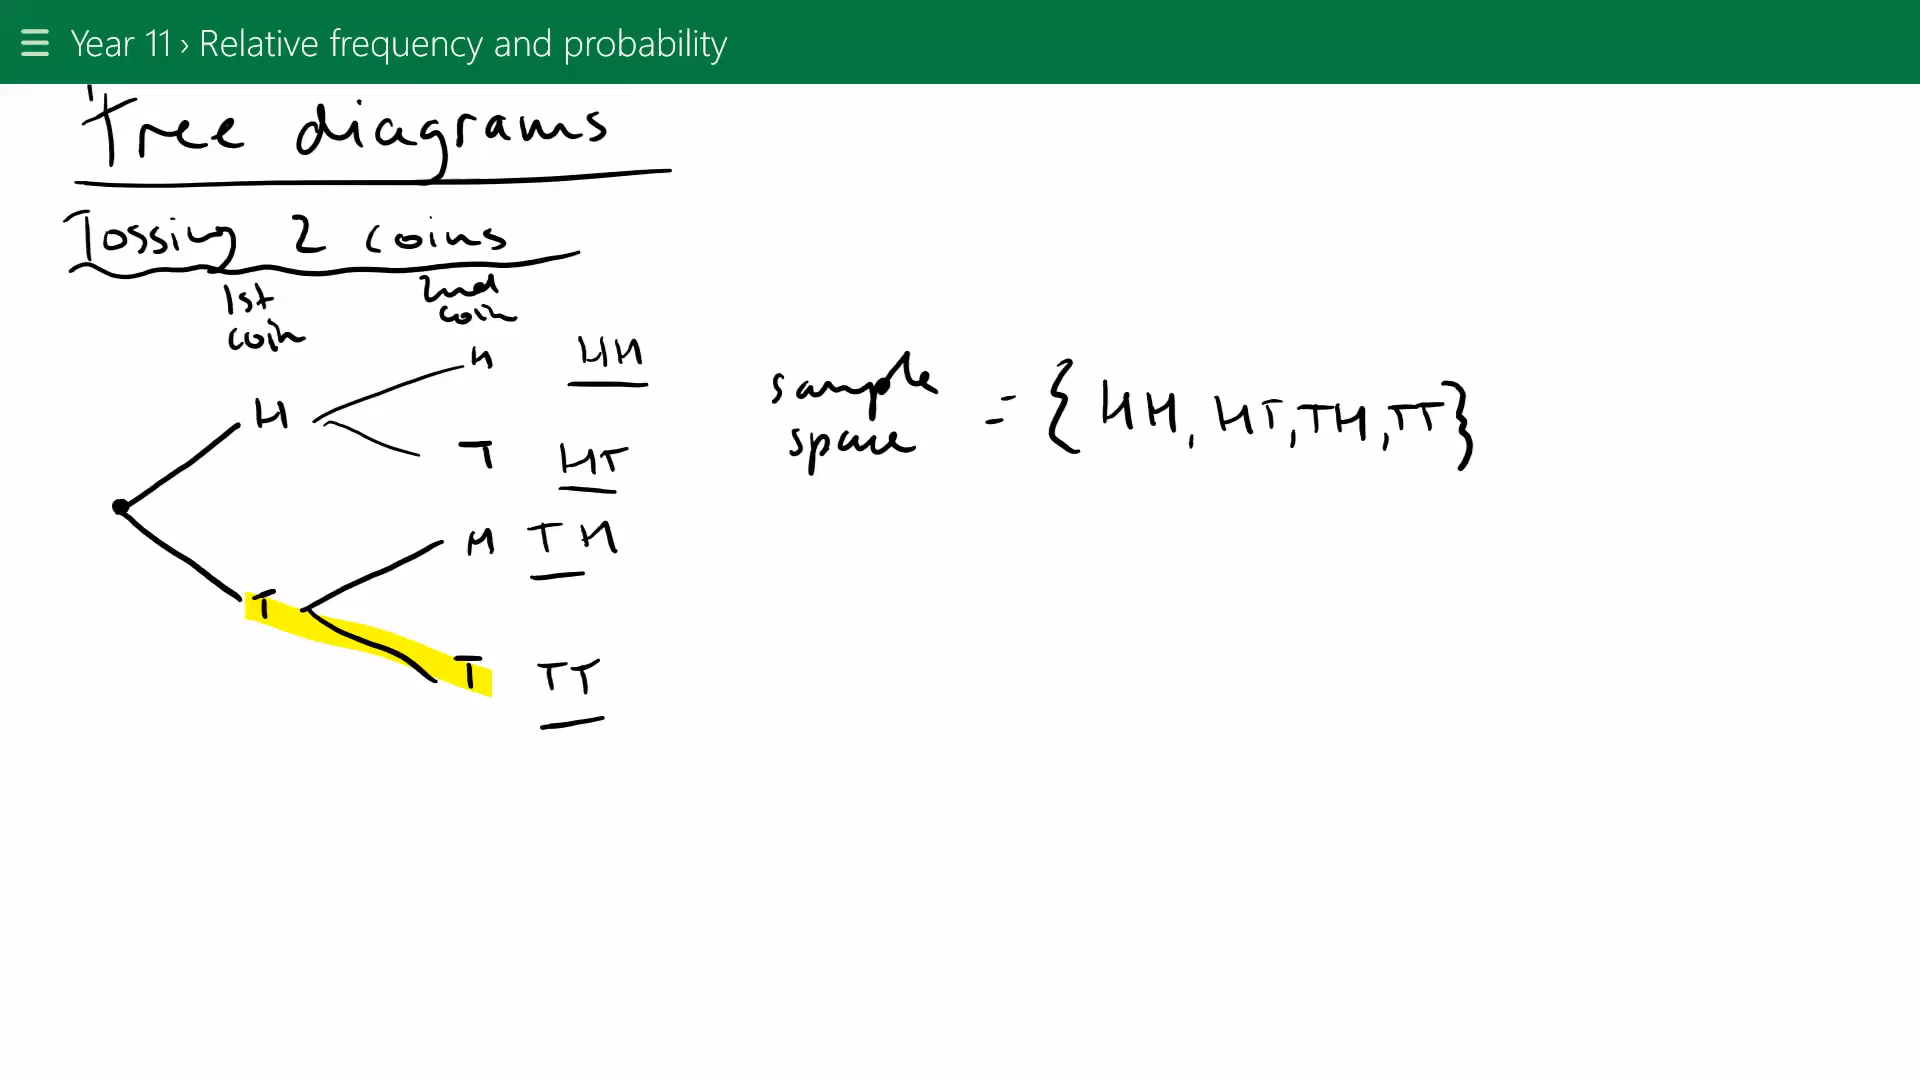 Year 11 › Relative frequency and probability
Tree diagrams
Tossing 2 coins
1st coin
2nd coin
H
H
HH
T
HT
T
H
TH
T
TT
sample space = {HH, HT, TH, TT}